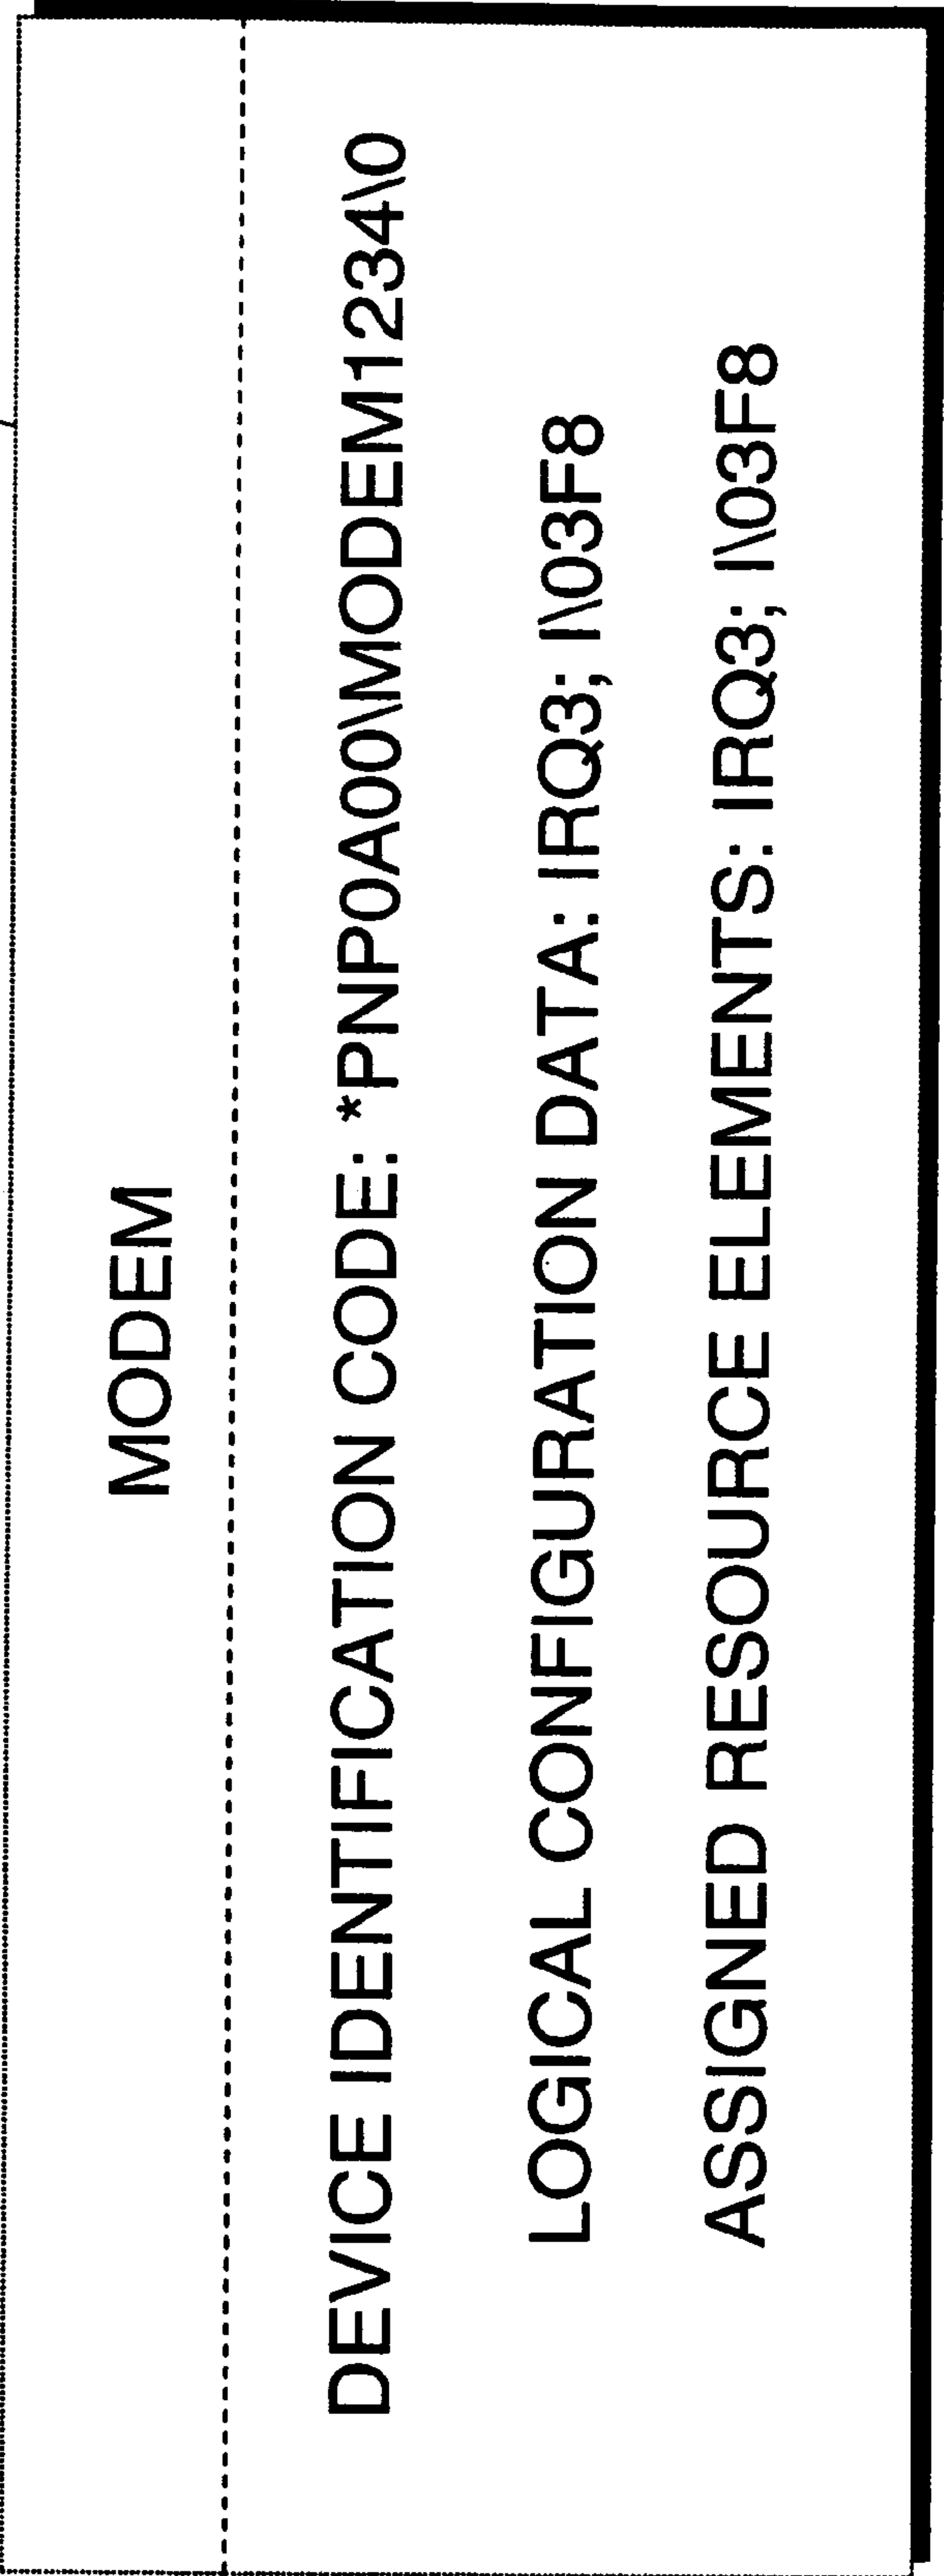 MODEM
DEVICE IDENTIFICATION CODE: *PNP0A00\MODEM1234\0
LOGICAL CONFIGURATION DATA: IRQ3; I\03F8
ASSIGNED RESOURCE ELEMENTS: IRQ3; I\03F8